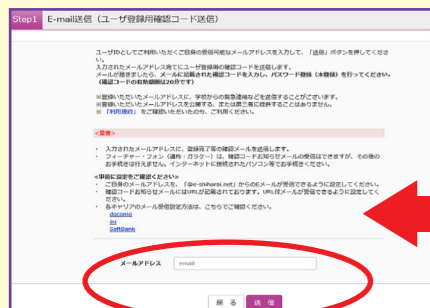 Step1 E-mail送信（ユーザ登録用確認コード送信）
ユーザIDとしてご利用いただくご自身の受信可能なメールアドレスを入力して、「送信」ボタンを押してくださ
い。
入力されたメールアドレス宛てにユーザ登録用の確認コードを送信します。
メールが届きましたら、メールに記載された確認コードを入力し、パスワード登録（本登録）を行ってください。
（確認コードの有効期限は20分です）
※登録いただいたメールアドレスに、学校からの緊急連絡などを送信することがございます。
※登録いただいたメールアドレスを公開する、または第三者に提供することはありません。
※ 「利用規約」 をご確認いただいたのち、ご利用ください。
<重要>
・ 入力されたメールアドレスに、登録完了等の確認メールを送信します。
・ フィーチャー・フォン（通称：ガラケー）は、確認コードお知らせメールの受信はできますが、その後の
お手続きは行えません。インターネットに接続されたパソコン等でお手続きください。
<事前に設定をご確認ください>
・ ご自身のメールアドレスを、「@e-shiharai.net」からのEメールが受信できるように設定してください。
・ 確認コードお知らせメールにはURLが記載されております。URL付メールが受信できるように設定してく
ださい。
・ 各キャリアのメール受信設定方法は、こちらでご確認ください。
docomo
au
SoftBank
メールアドレス email
戻 る 送 信